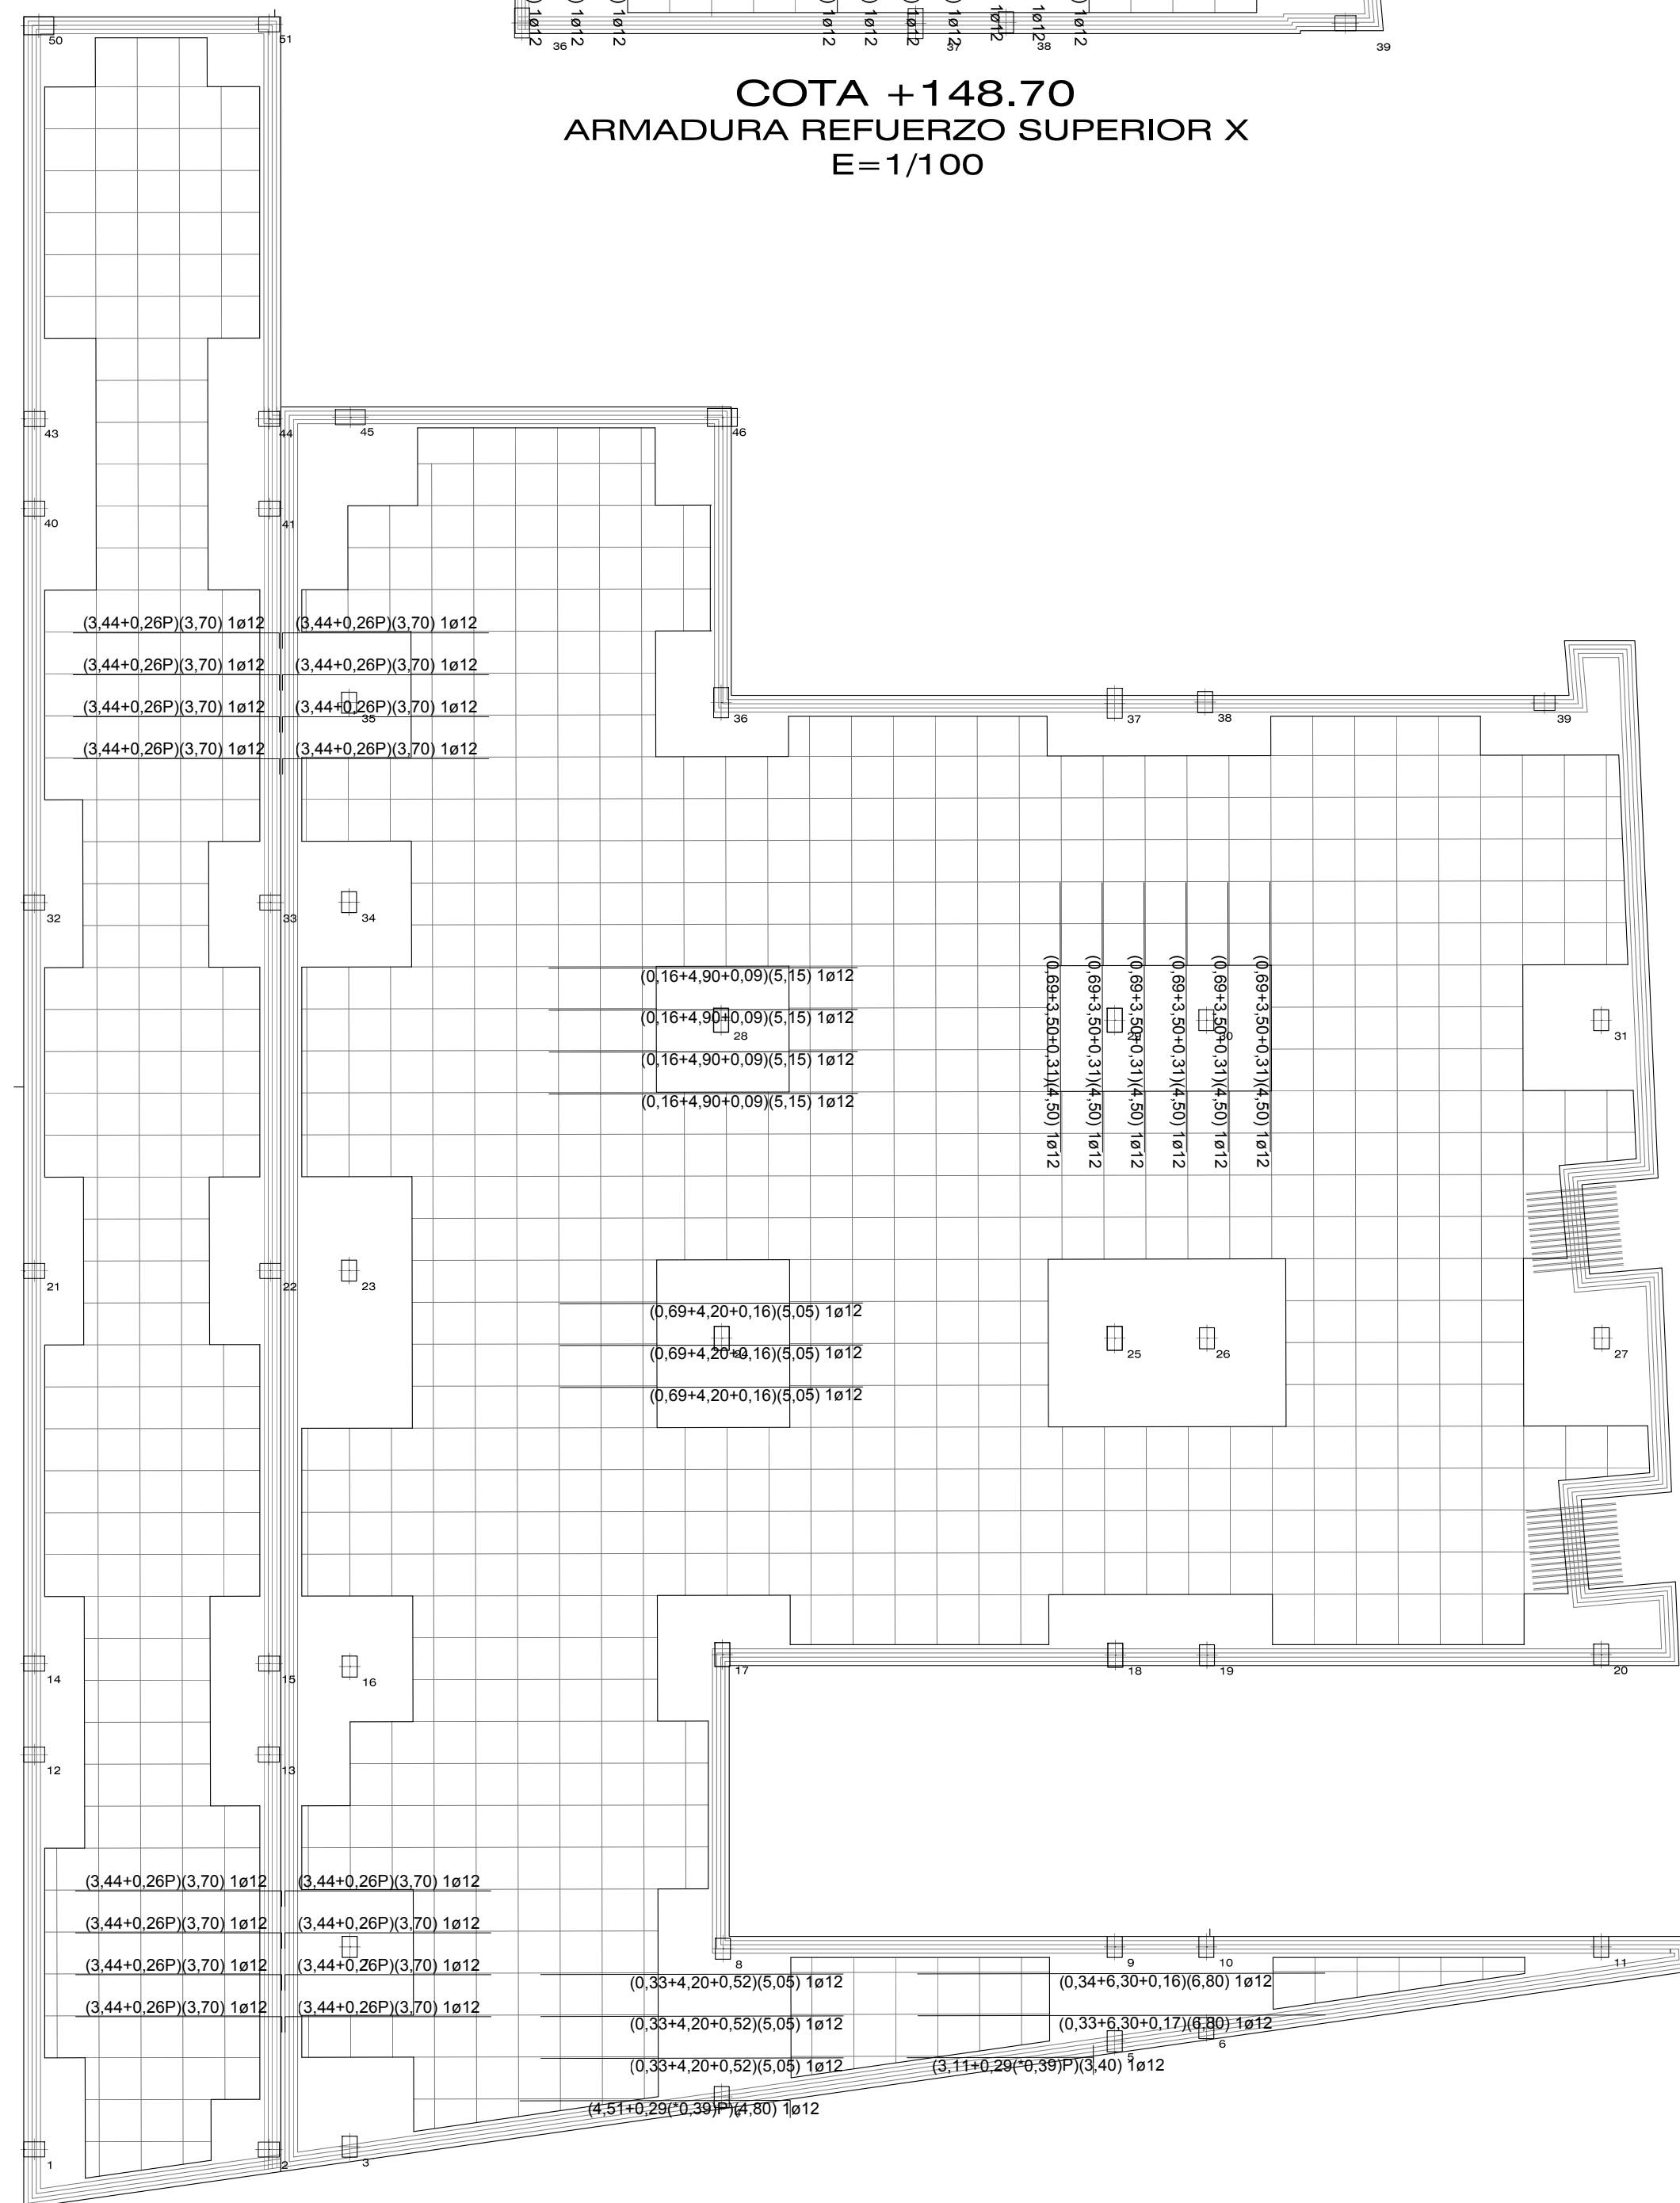 1ø12 1ø12 1ø12 1ø12 1ø12 1ø12 1ø12 1ø12 1ø12 1ø12
36 37 38 39
COTA +148.70
ARMADURA REFUERZO SUPERIOR X
E=1/100
50 51
43 44 45 46
40 41
(3,44+0,26P)(3,70) 1ø12 (3,44+0,26P)(3,70) 1ø12
(3,44+0,26P)(3,70) 1ø12 (3,44+0,26P)(3,70) 1ø12
(3,44+0,26P)(3,70) 1ø12 (3,44+0,26P)(3,70) 1ø12
35 36 37 38 39
(3,44+0,26P)(3,70) 1ø12 (3,44+0,26P)(3,70) 1ø12
32 33 34
(0,16+4,90+0,09)(5,15) 1ø12
(0,16+4,90+0,09)(5,15) 1ø12
28 29 30 31
(0,16+4,90+0,09)(5,15) 1ø12
(0,16+4,90+0,09)(5,15) 1ø12
(0,69+3,50+0,31)(4,50) 1ø12
(0,69+3,50+0,31)(4,50) 1ø12
(0,69+3,50+0,31)(4,50) 1ø12
(0,69+3,50+0,31)(4,50) 1ø12
(0,69+3,50+0,31)(4,50) 1ø12
(0,69+3,50+0,31)(4,50) 1ø12
21 22 23
(0,69+4,20+0,16)(5,05) 1ø12
(0,69+4,20+0,16)(5,05) 1ø12
24 25 26 27
(0,69+4,20+0,16)(5,05) 1ø12
14 15 16 17 18 19 20
12 13
(3,44+0,26P)(3,70) 1ø12 (3,44+0,26P)(3,70) 1ø12
(3,44+0,26P)(3,70) 1ø12 (3,44+0,26P)(3,70) 1ø12
(3,44+0,26P)(3,70) 1ø12 (3,44+0,26P)(3,70) 1ø12
7 8 9 10 11
(0,33+4,20+0,52)(5,05) 1ø12 (0,34+6,30+0,16)(6,80) 1ø12
(3,44+0,26P)(3,70) 1ø12 (3,44+0,26P)(3,70) 1ø12
(0,33+4,20+0,52)(5,05) 1ø12 (0,33+6,30+0,17)(6,80) 1ø12
5 6
(0,33+4,20+0,52)(5,05) 1ø12 (3,11+0,29(*0,39)P)(3,40) 1ø12
(4,51+0,29(*0,39)P)(4,80) 1ø12
1 2 3